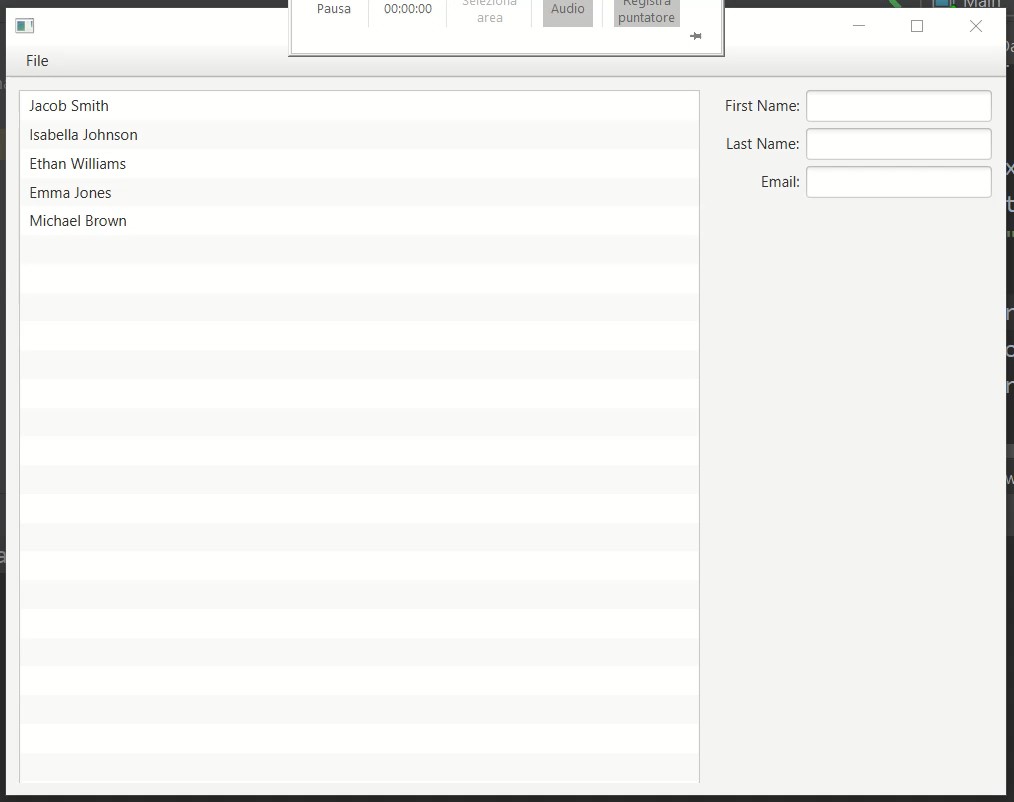 Main
Pausa
00:00:00
Seleziona
area
Audio
Registra
puntatore
File
Jacob Smith
Isabella Johnson
Ethan Williams
Emma Jones
Michael Brown
First Name:
Last Name:
Email: